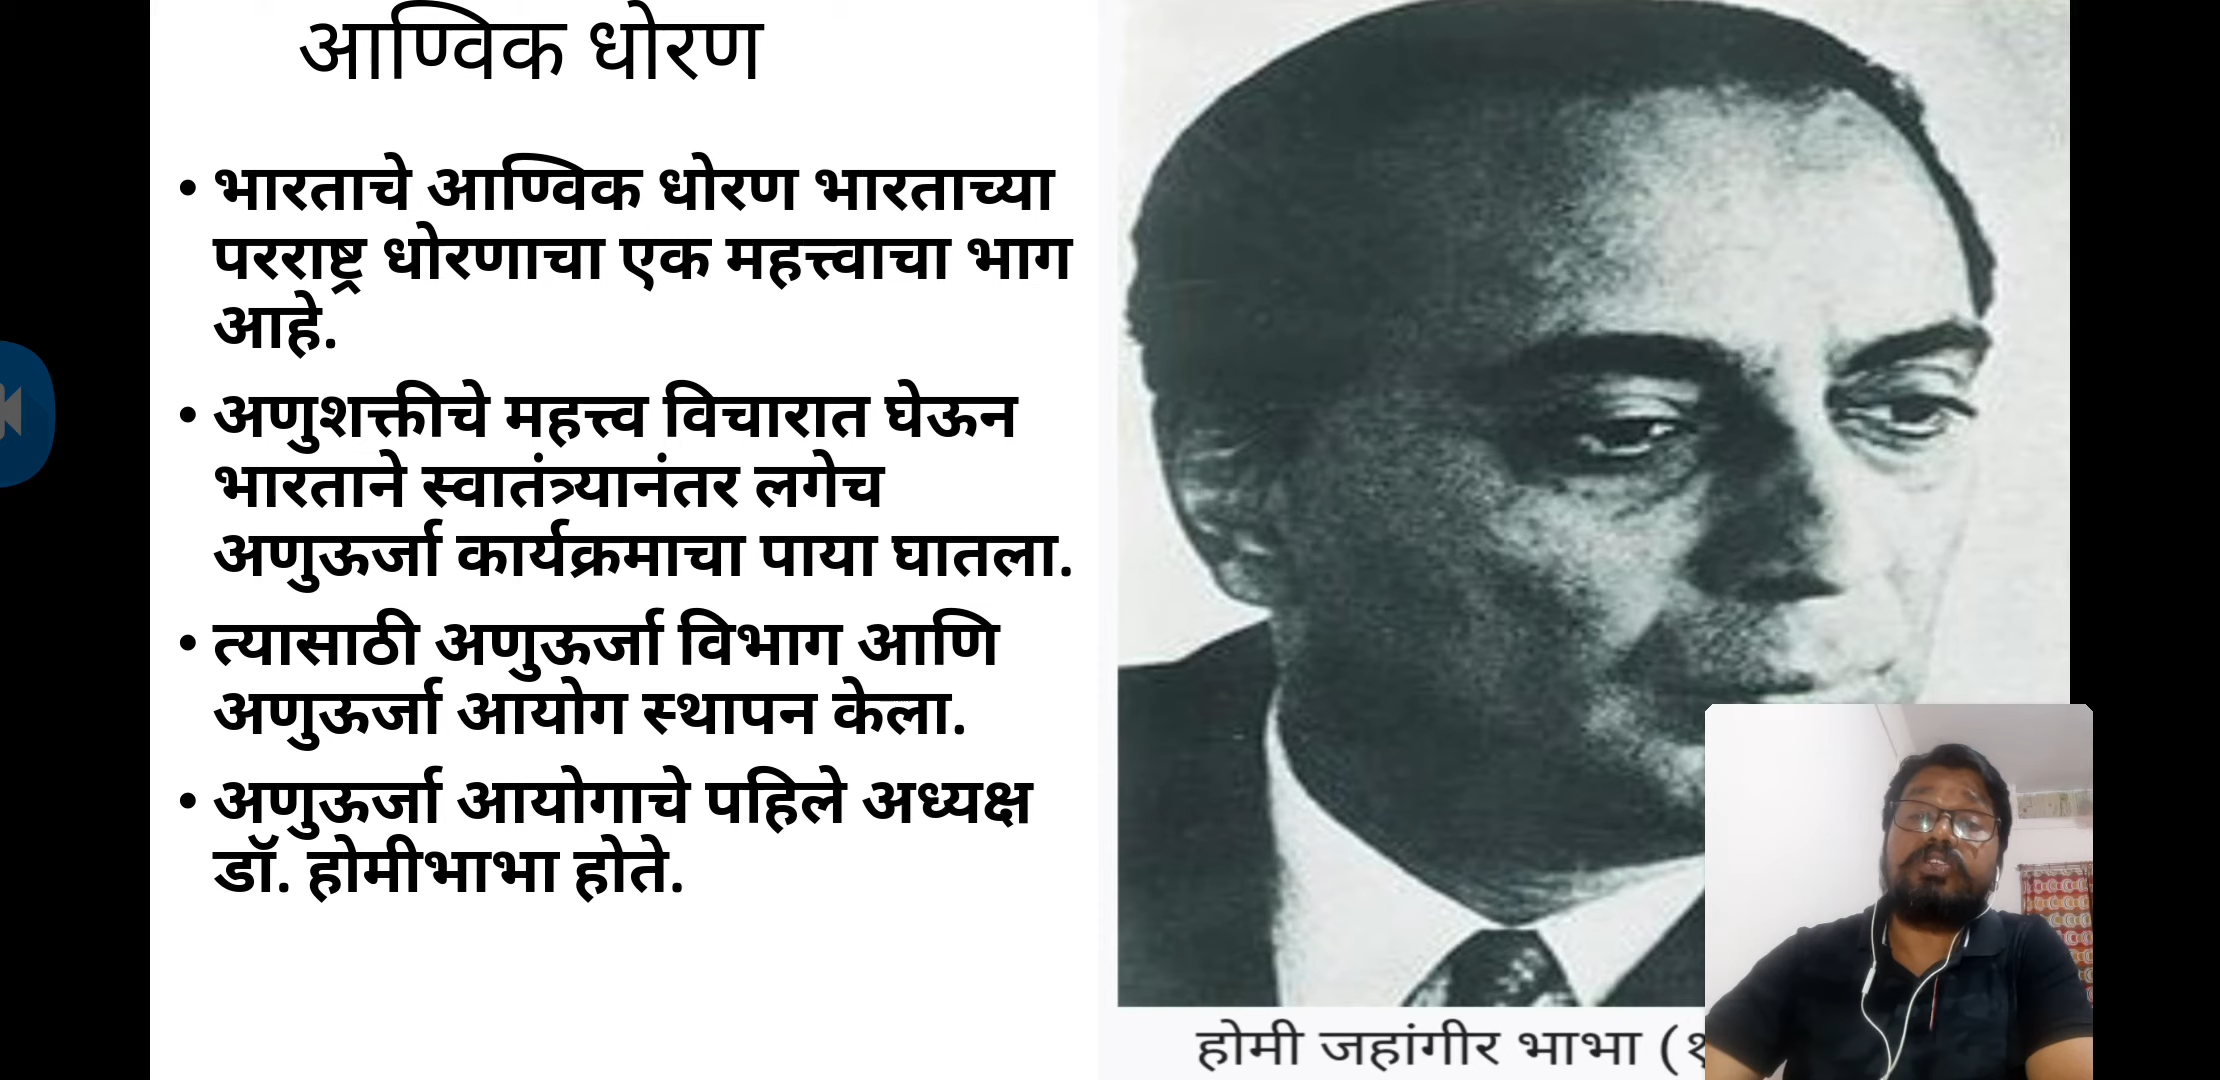 आण्विक धोरण
• भारताचे आण्विक धोरण भारताच्या
परराष्ट्र धोरणाचा एक महत्त्वाचा भाग
आहे.
• अणुशक्तीचे महत्त्व विचारात घेऊन
भारताने स्वातंत्र्यानंतर लगेच
अणुऊर्जा कार्यक्रमाचा पाया घातला.
• त्यासाठी अणुऊर्जा विभाग आणि
अणुऊर्जा आयोग स्थापन केला.
• अणुऊर्जा आयोगाचे पहिले अध्यक्ष
डॉ. होमीभाभा होते.
होमी जहांगीर भाभा (